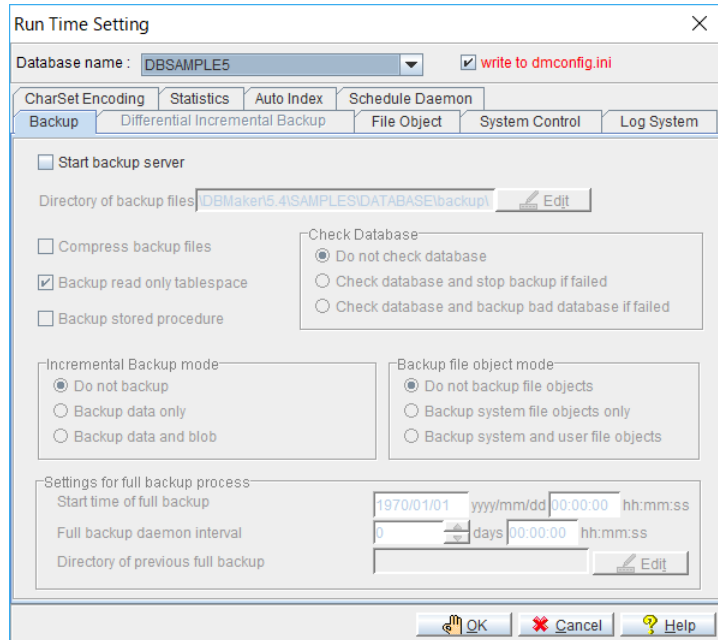 Run Time Setting
Database name : DBSAMPLE5 write to dmconfig.ini
CharSet Encoding Statistics Auto Index Schedule Daemon
Backup Differential Incremental Backup File Object System Control Log System
Start backup server
Directory of backup files \DBMaker\5.4\SAMPLES\DATABASE\backup\ Edit
Compress backup files
Backup read only tablespace
Backup stored procedure
Check Database
Do not check database
Check database and stop backup if failed
Check database and backup bad database if failed
Incremental Backup mode
Do not backup
Backup data only
Backup data and blob
Backup file object mode
Do not backup file objects
Backup system file objects only
Backup system and user file objects
Settings for full backup process
Start time of full backup 1970/01/01 yyyy/mm/dd 00:00:00 hh:mm:ss
Full backup daemon interval 0 days 00:00:00 hh:mm:ss
Directory of previous full backup Edit
OK Cancel Help